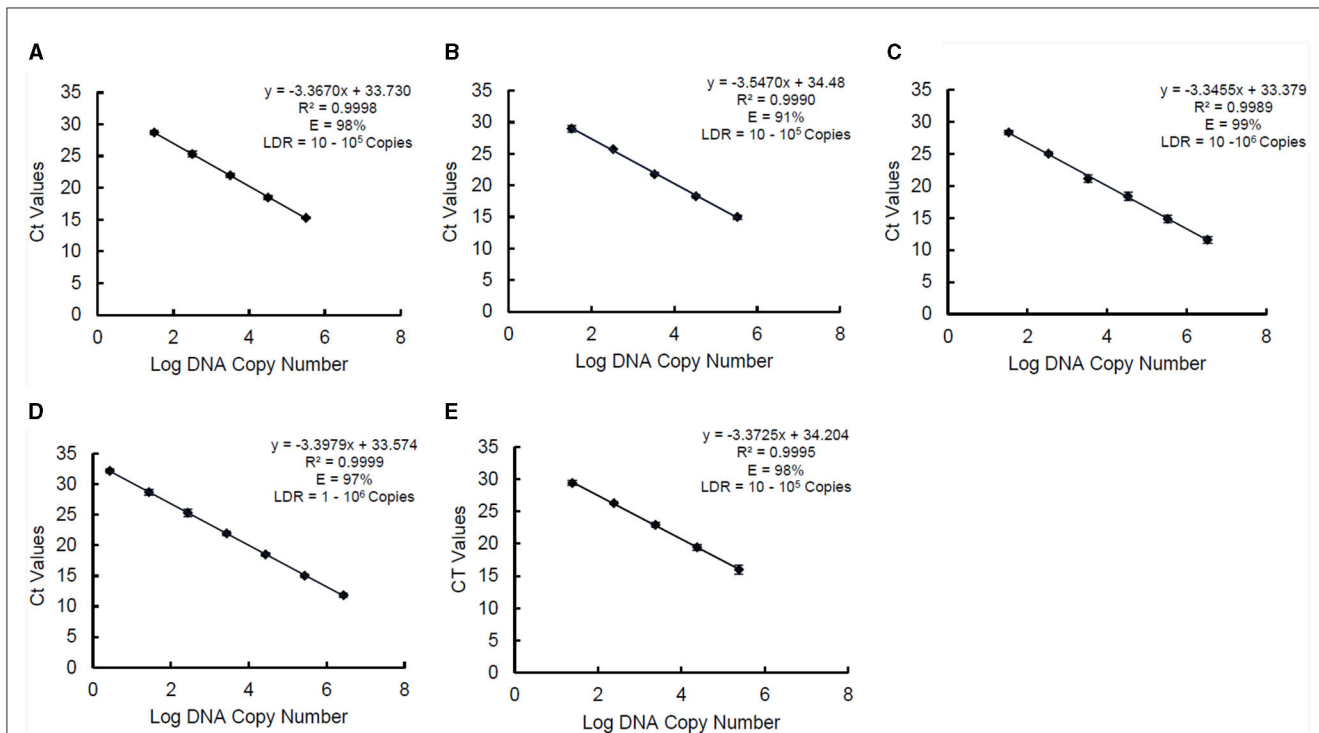 A
y = -3.3670x + 33.730
R² = 0.9998
E = 98%
LDR = 10 - 10⁵ Copies
Ct Values
35
30
25
20
15
10
5
0
0 2 4 6 8
Log DNA Copy Number
B
y = -3.5470x + 34.48
R² = 0.9990
E = 91%
LDR = 10 - 10⁵ Copies
Ct Values
35
30
25
20
15
10
5
0
0 2 4 6 8
Log DNA Copy Number
C
y = -3.3455x + 33.379
R² = 0.9989
E = 99%
LDR = 10 -10⁶ Copies
Ct Values
35
30
25
20
15
10
5
0
0 2 4 6 8
Log DNA Copy Number
D
y = -3.3979x + 33.574
R² = 0.9999
E = 97%
LDR = 1 - 10⁶ Copies
Ct Values
35
30
25
20
15
10
5
0
0 2 4 6 8
Log DNA Copy Number
E
y = -3.3725x + 34.204
R² = 0.9995
E = 98%
LDR = 10 - 10⁵ Copies
CT Values
35
30
25
20
15
10
5
0
0 2 4 6 8
Log DNA Copy Number